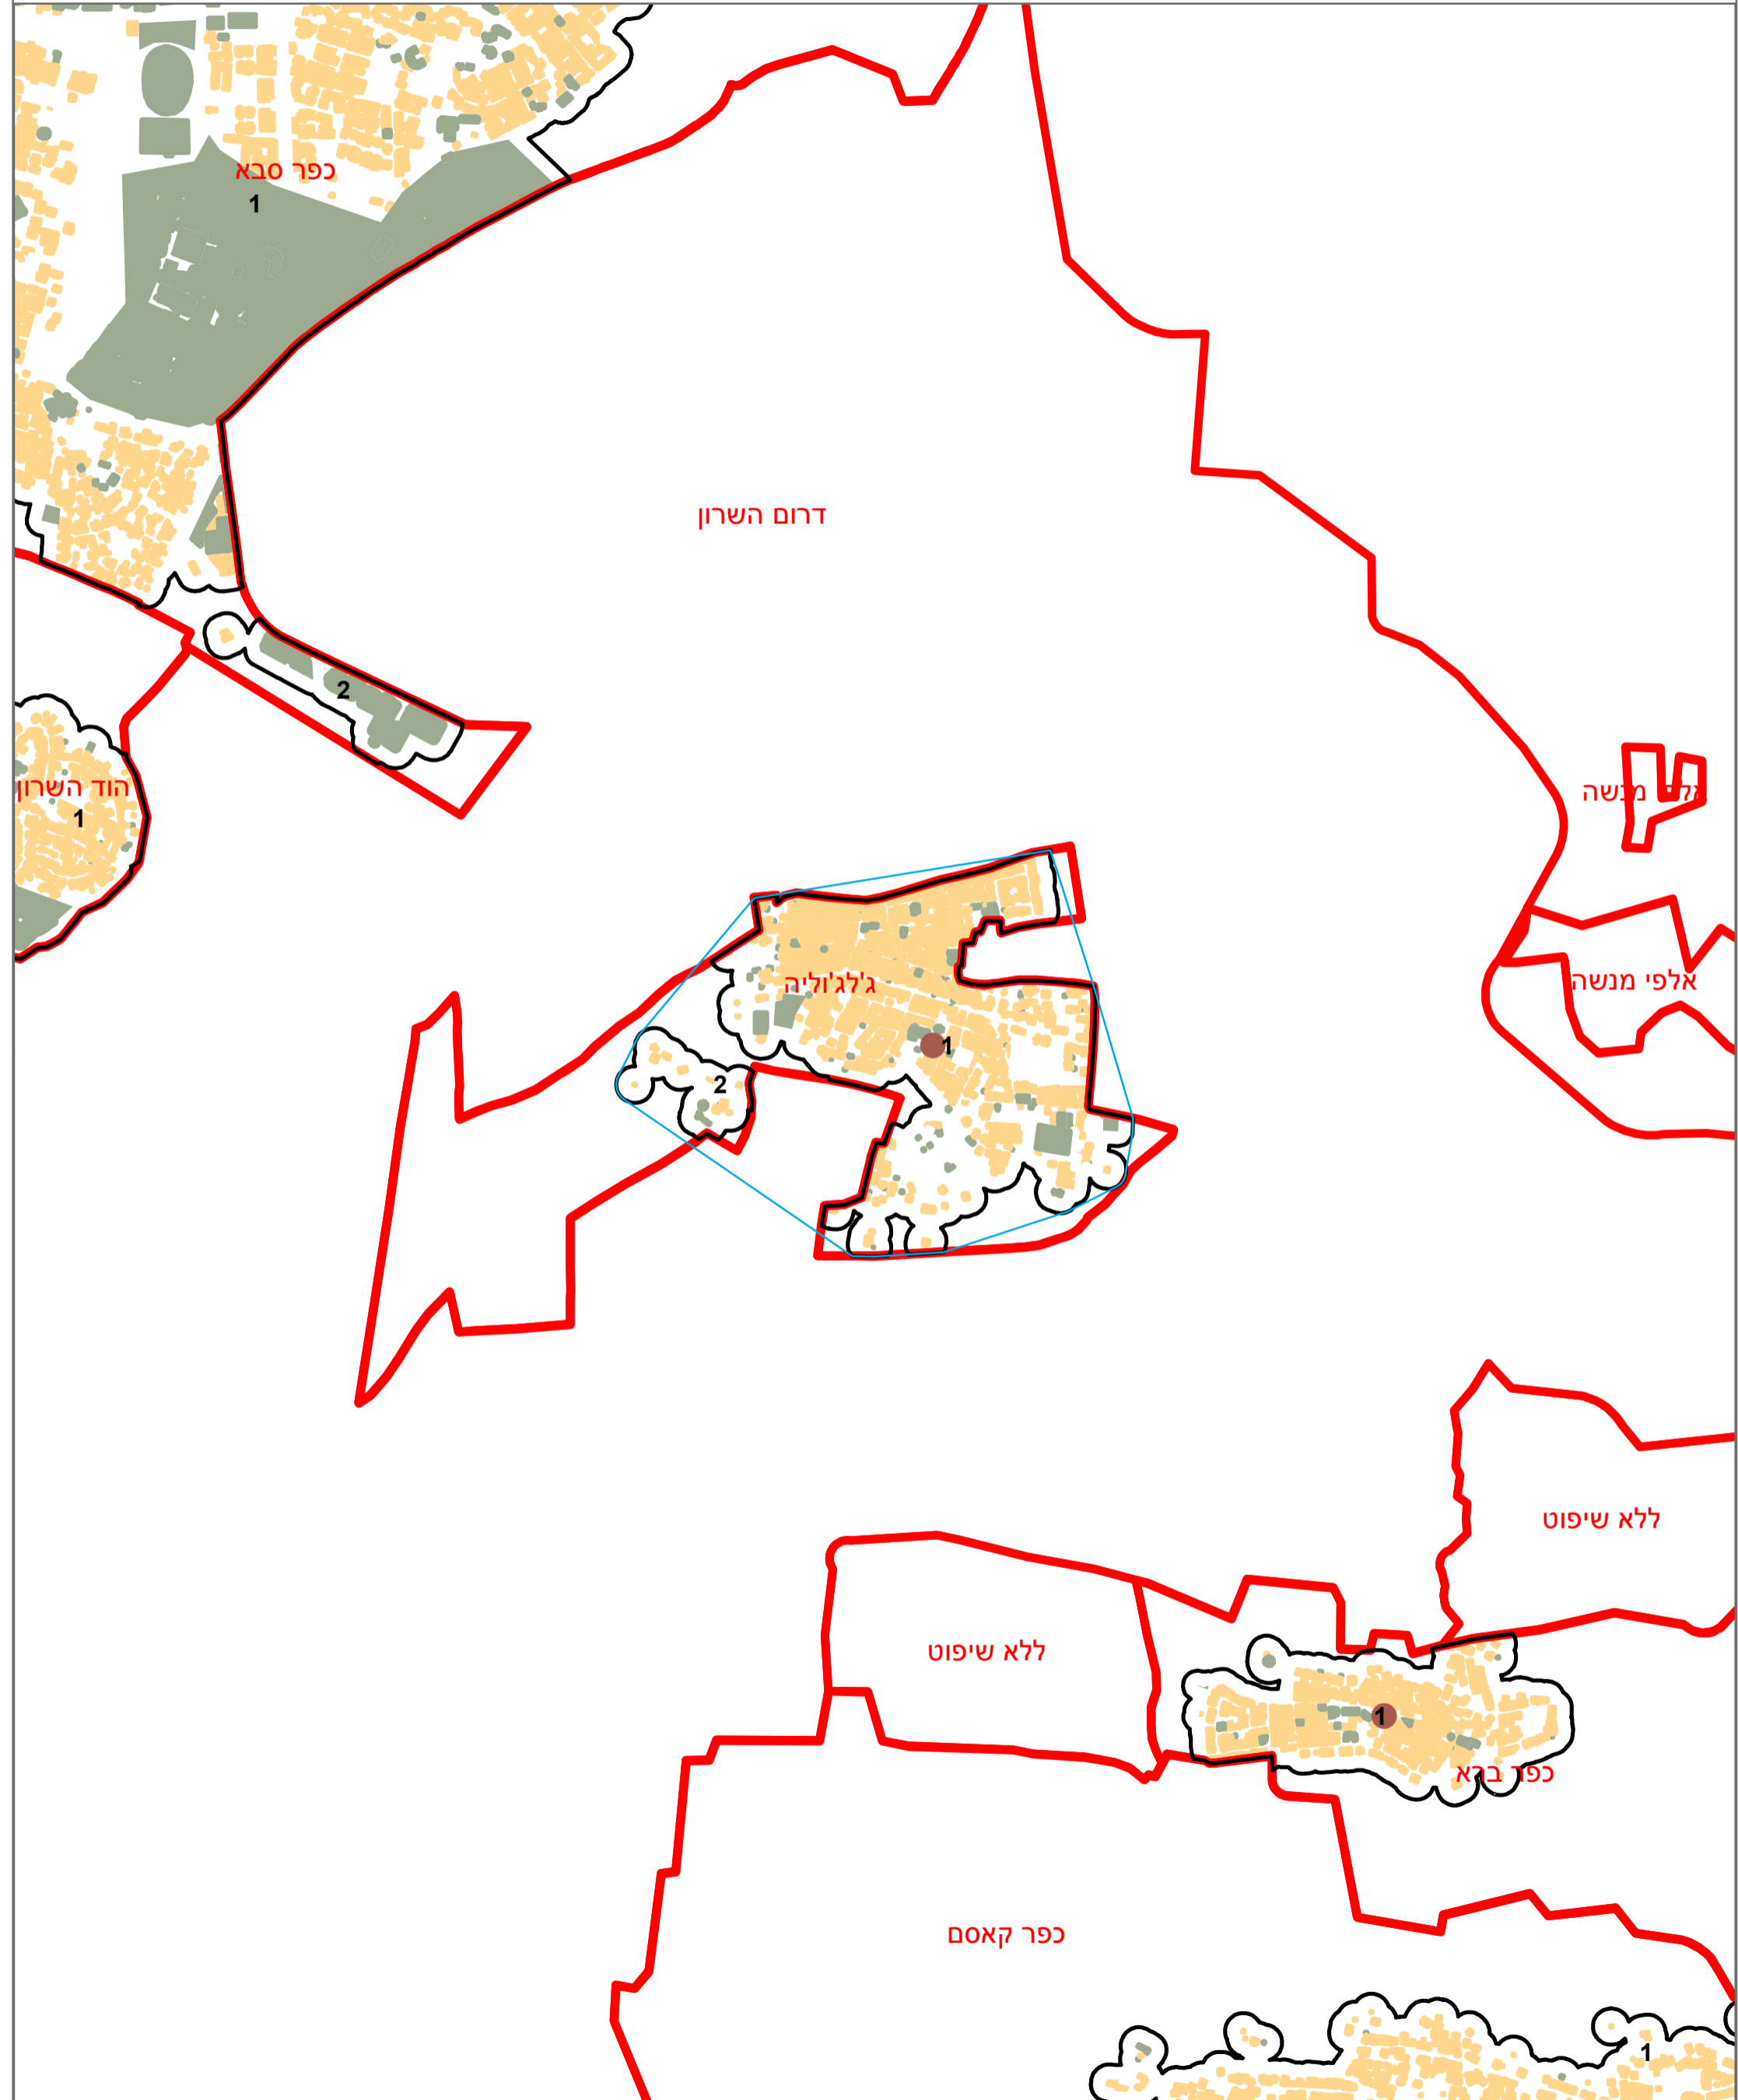 כפר סבא
1
דרום השרון
2
הוד השרון
1
אלפי מנשה
אלפי מנשה
ג'לג'וליה
1
2
ללא שיפוט
ללא שיפוט
1
כפר ברא
כפר קאסם
1